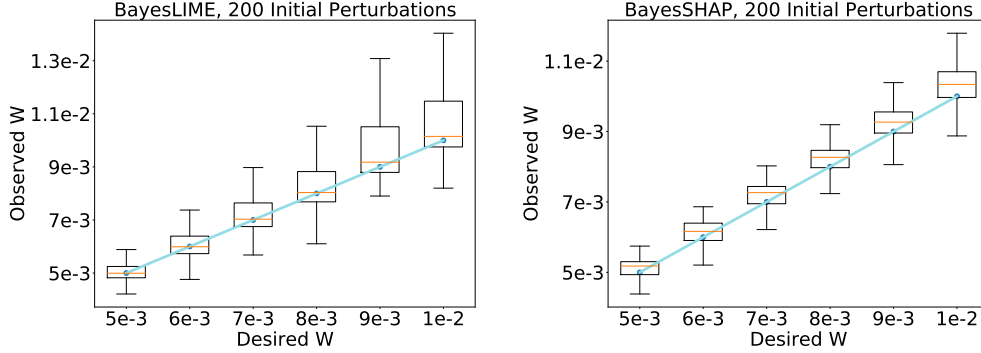 BayesLIME, 200 Initial Perturbations
Observed W
1.3e-2
1.1e-2
9e-3
7e-3
5e-3
5e-3 6e-3 7e-3 8e-3 9e-3 1e-2
Desired W
BayesSHAP, 200 Initial Perturbations
Observed W
1.1e-2
9e-3
7e-3
5e-3
5e-3 6e-3 7e-3 8e-3 9e-3 1e-2
Desired W